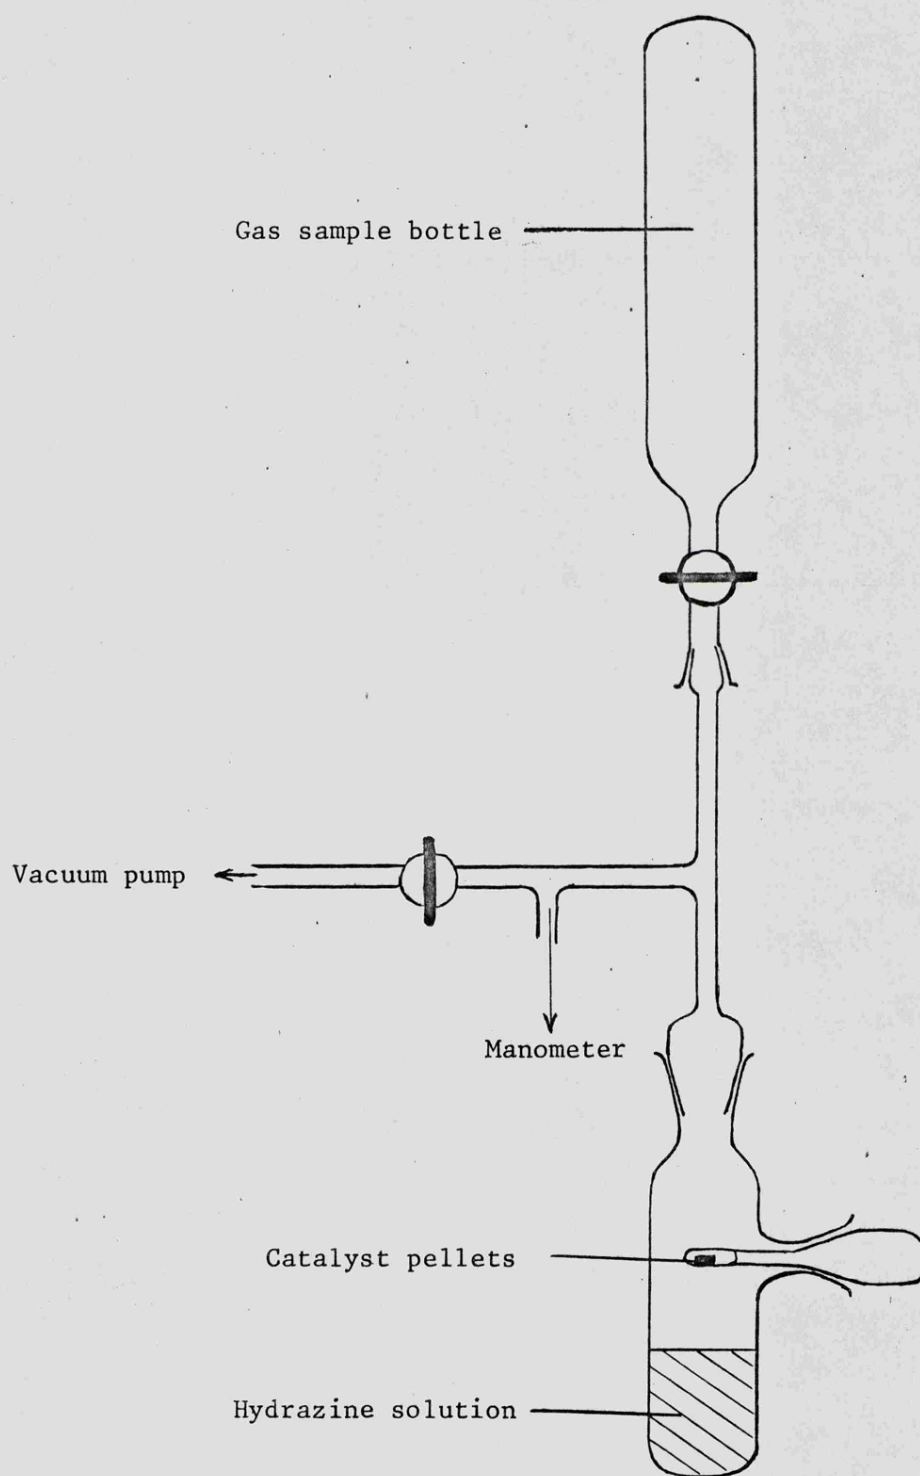 Gas sample bottle
Vacuum pump
Manometer
Catalyst pellets
Hydrazine solution